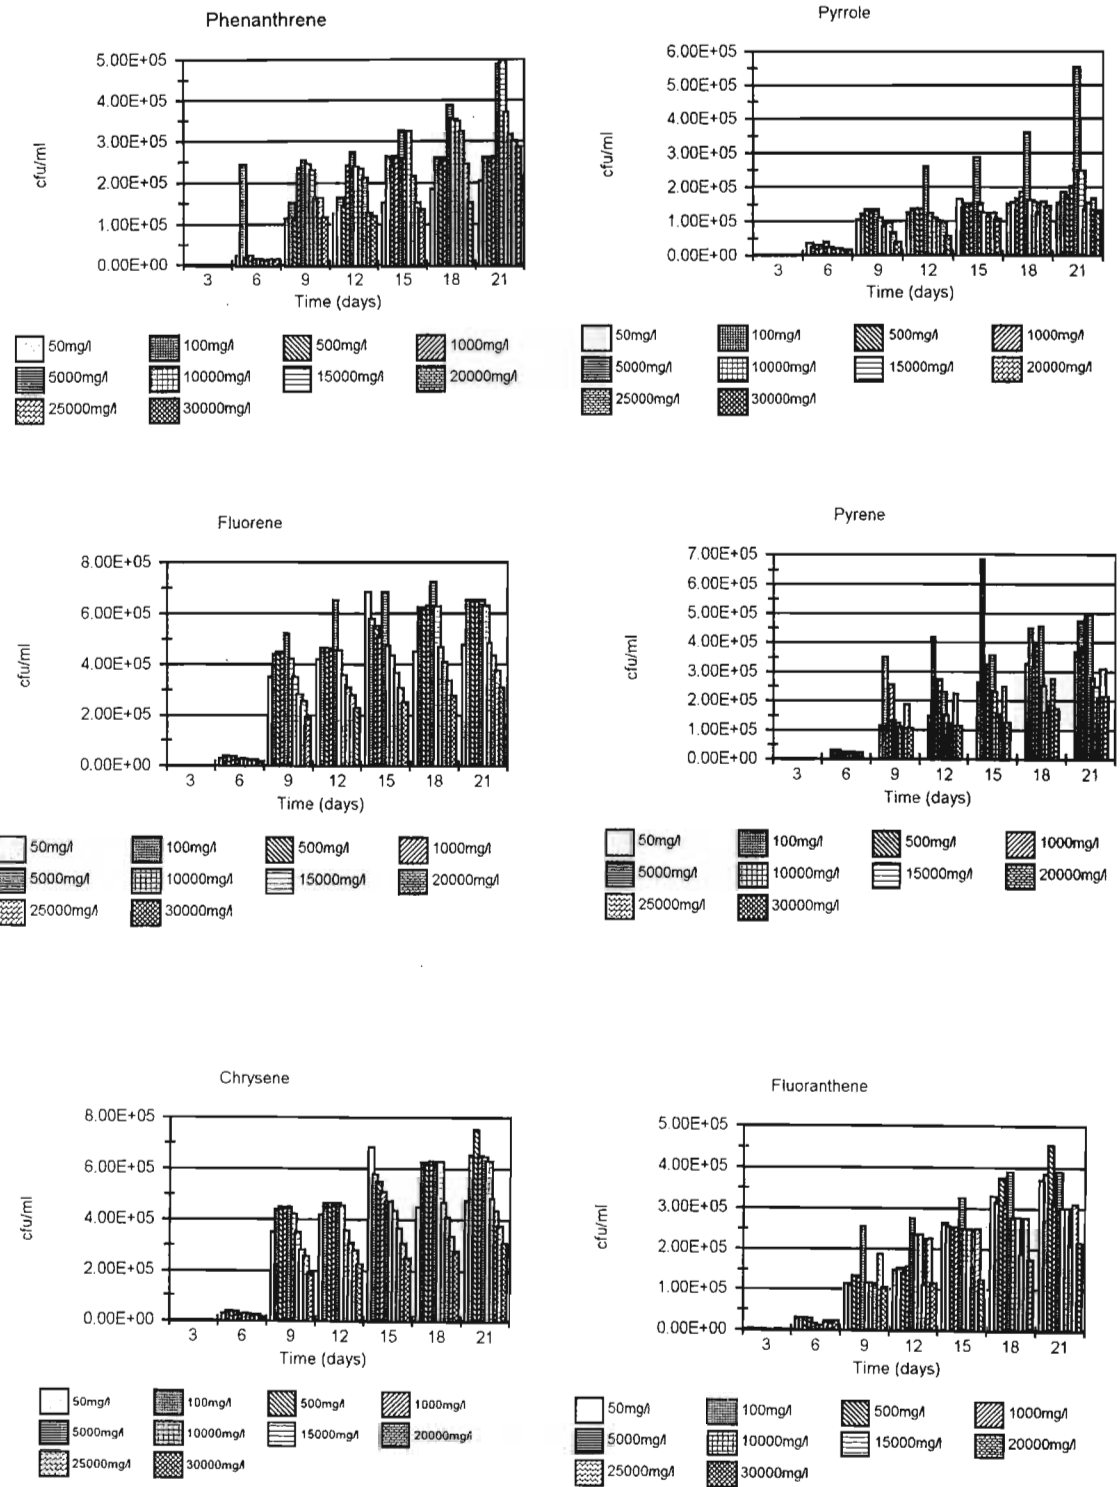 Phenanthrene
5.00E+05
4.00E+05
3.00E+05
2.00E+05
1.00E+05
0.00E+00
cfu/ml
3 6 9 12 15 18 21
Time (days)
50mg/l 100mg/l 500mg/l 1000mg/l
5000mg/l 10000mg/l 15000mg/l 20000mg/l
25000mg/l 30000mg/l
Pyrrole
6.00E+05
5.00E+05
4.00E+05
3.00E+05
2.00E+05
1.00E+05
0.00E+00
cfu/ml
3 6 9 12 15 18 21
Time (days)
50mg/l 100mg/l 500mg/l 1000mg/l
5000mg/l 10000mg/l 15000mg/l 20000mg/l
25000mg/l 30000mg/l
Fluorene
8.00E+05
6.00E+05
4.00E+05
2.00E+05
0.00E+00
cfu/ml
3 6 9 12 15 18 21
Time (days)
50mg/l 100mg/l 500mg/l 1000mg/l
5000mg/l 10000mg/l 15000mg/l 20000mg/l
25000mg/l 30000mg/l
Pyrene
7.00E+05
6.00E+05
5.00E+05
4.00E+05
3.00E+05
2.00E+05
1.00E+05
0.00E+00
cfu/ml
3 6 9 12 15 18 21
Time (days)
50mg/l 100mg/l 500mg/l 1000mg/l
5000mg/l 10000mg/l 15000mg/l 20000mg/l
25000mg/l 30000mg/l
Chrysene
8.00E+05
6.00E+05
4.00E+05
2.00E+05
0.00E+00
cfu/ml
3 6 9 12 15 18 21
Time (days)
50mg/l 100mg/l 500mg/l 1000mg/l
5000mg/l 10000mg/l 15000mg/l 20000mg/l
25000mg/l 30000mg/l
Fluoranthene
5.00E+05
4.00E+05
3.00E+05
2.00E+05
1.00E+05
0.00E+00
cfu/ml
3 6 9 12 15 18 21
Time (days)
50mg/l 100mg/l 500mg/l 1000mg/l
5000mg/l 10000mg/l 15000mg/l 20000mg/l
25000mg/l 30000mg/l